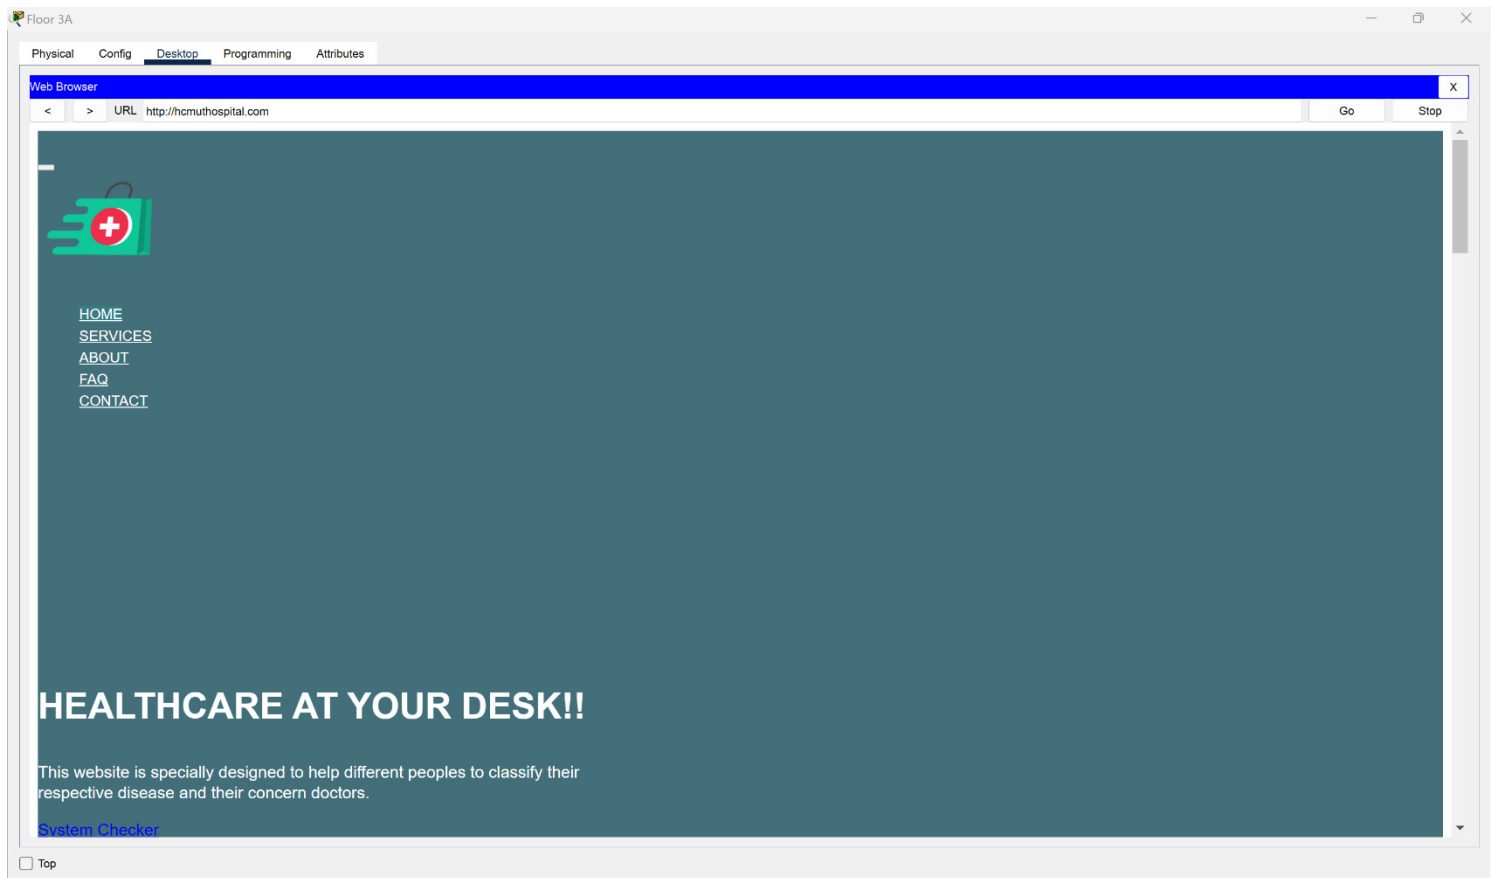 Floor 3A
Physical Config Desktop Programming Attributes
Web Browser X
< > URL http://hcmuthospital.com Go Stop
HOME
SERVICES
ABOUT
FAQ
CONTACT
HEALTHCARE AT YOUR DESK!!
This website is specially designed to help different peoples to classify their
respective disease and their concern doctors.
System Checker
Top